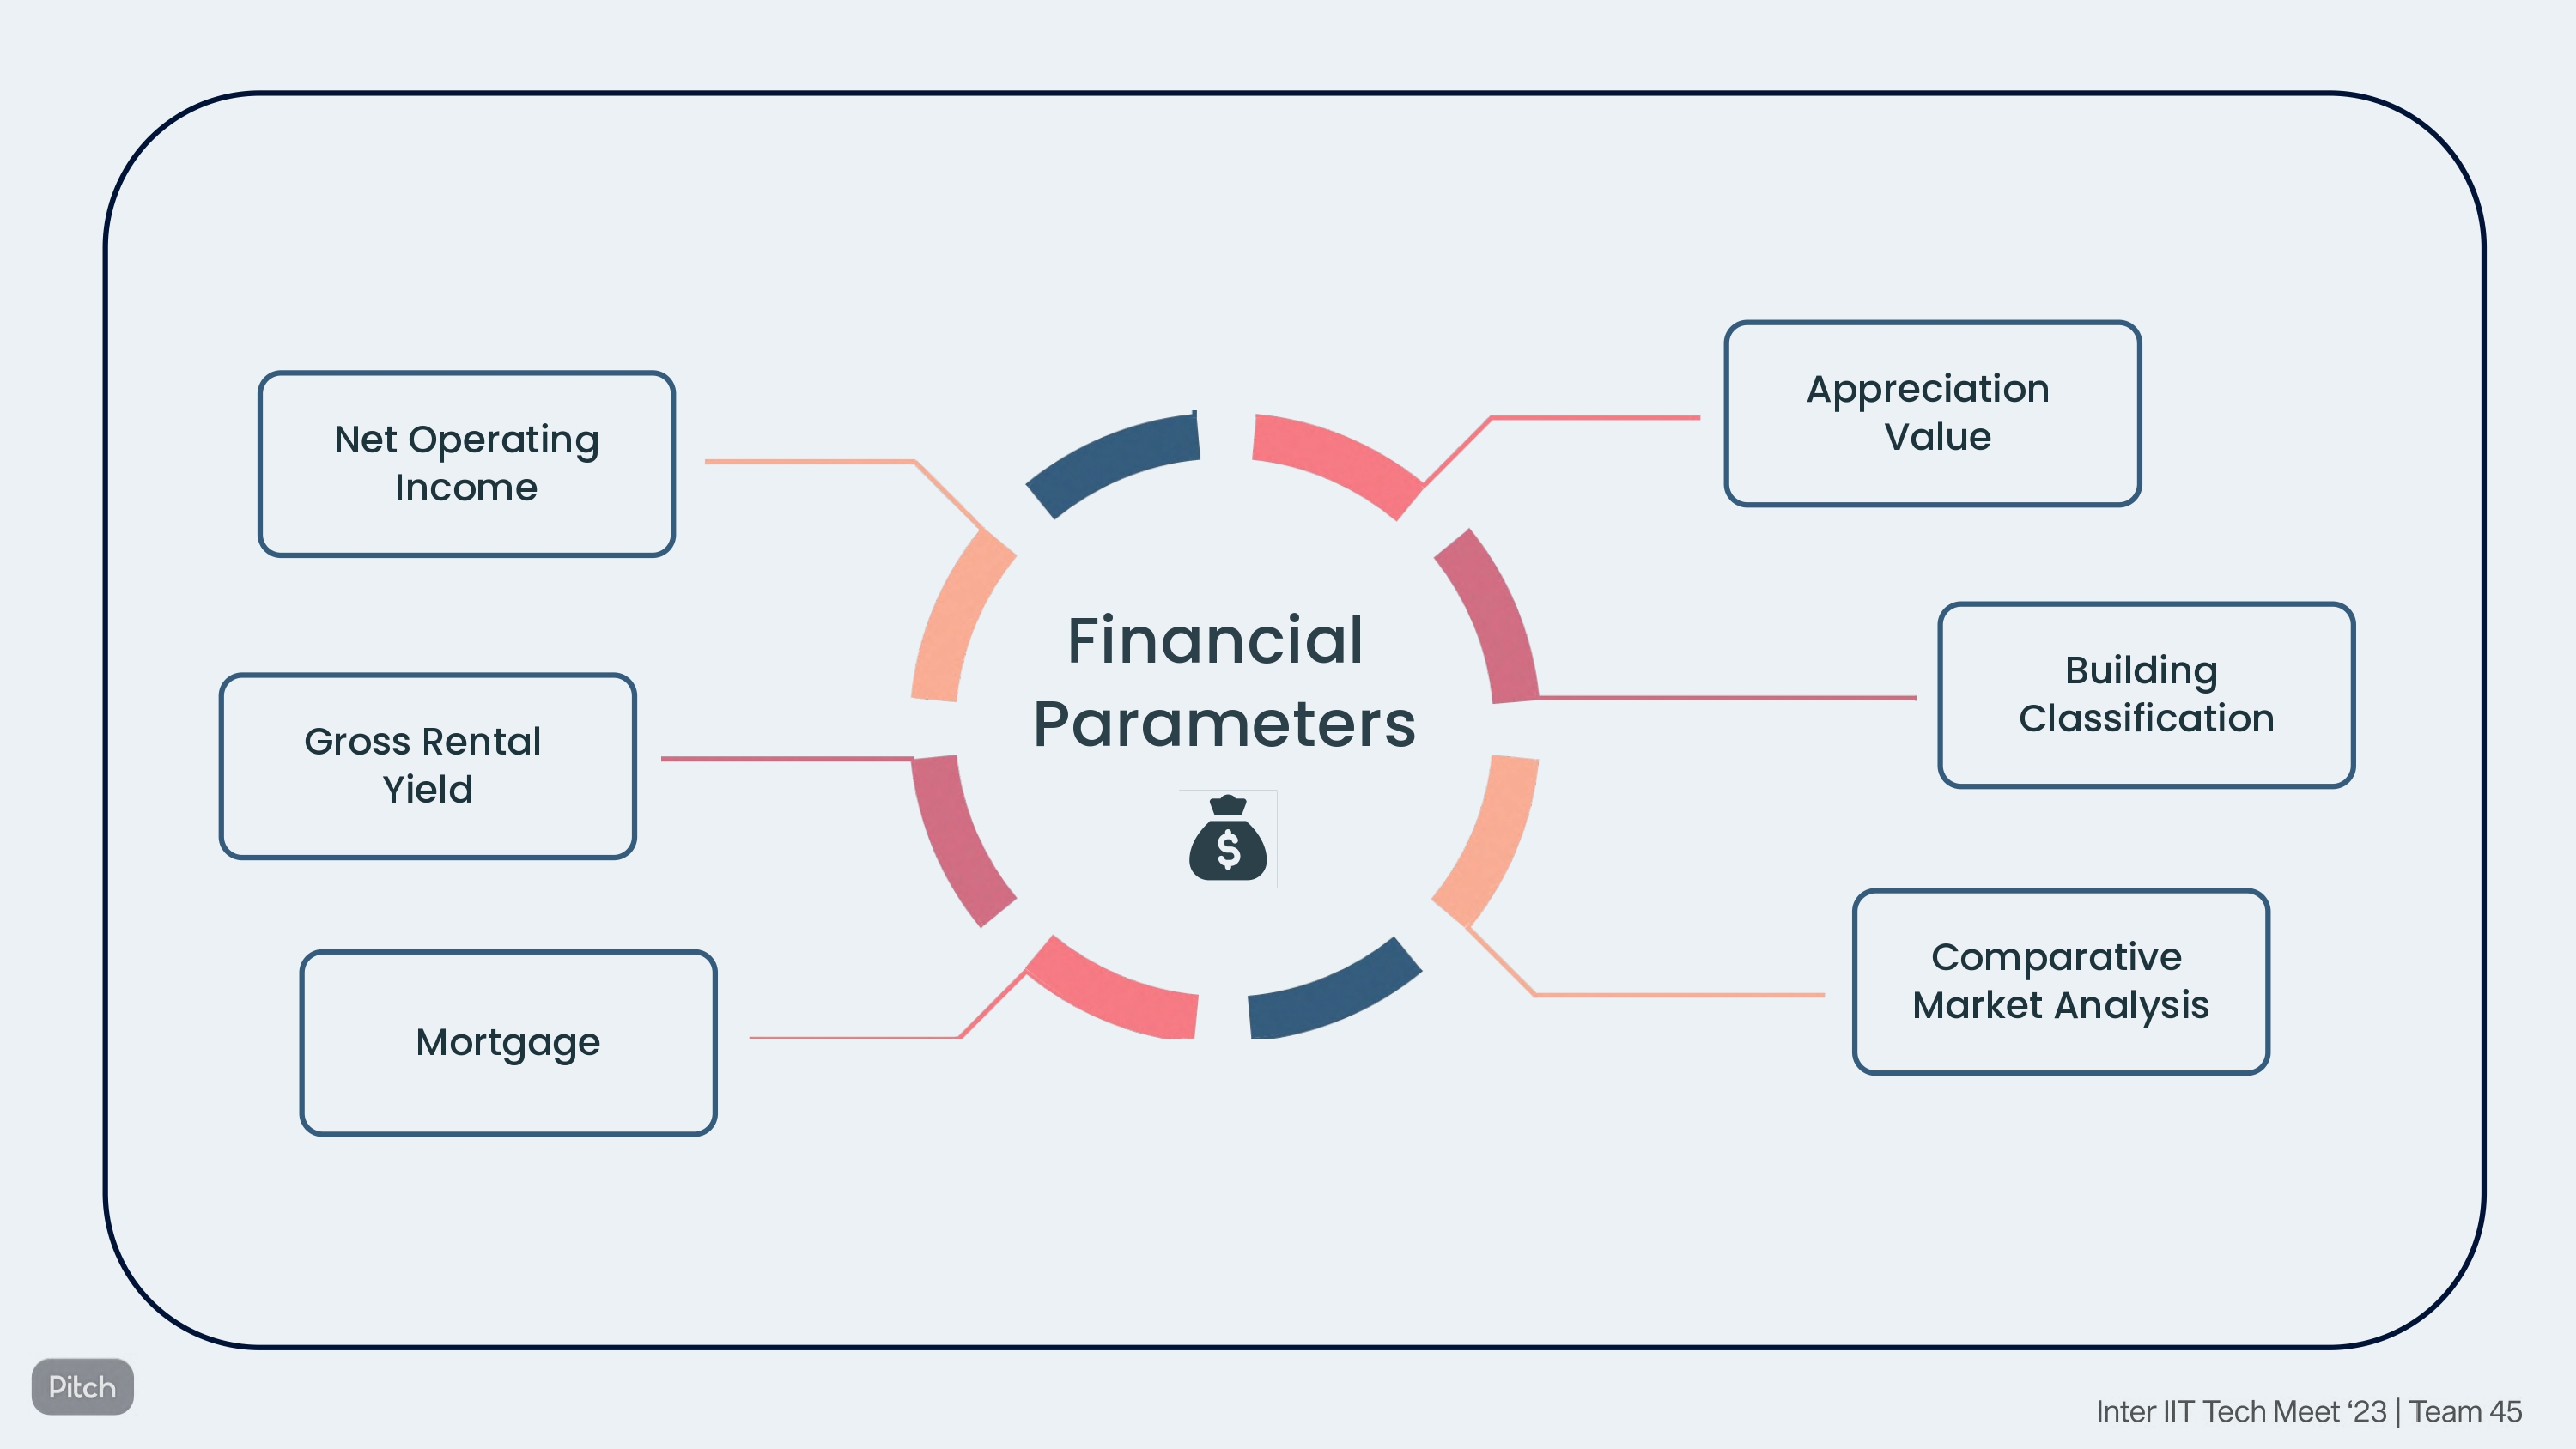 Net Operating
Income
Gross Rental
Yield
Mortgage
Financial
Parameters
$
Appreciation
Value
Building
Classification
Comparative
Market Analysis
Pitch
Inter IIT Tech Meet ‘23 | Team 45